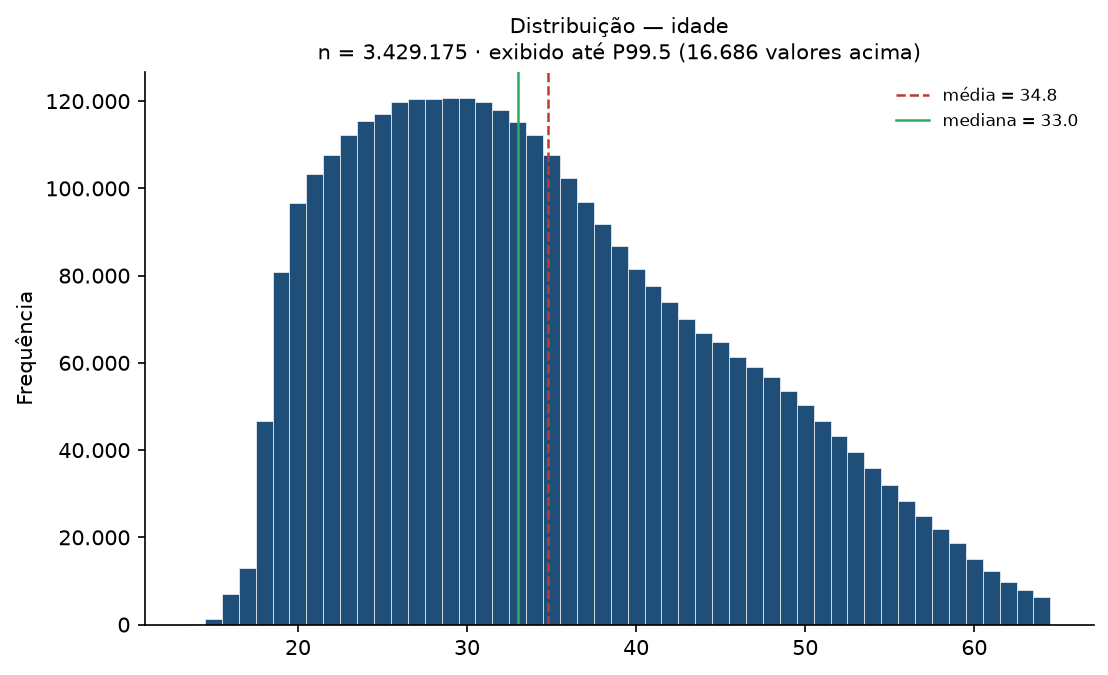 Distribuição — idade
n = 3.429.175 · exibido até P99.5 (16.686 valores acima)
média = 34.8
mediana = 33.0
Frequência
120.000
100.000
80.000
60.000
40.000
20.000
0
20 30 40 50 60